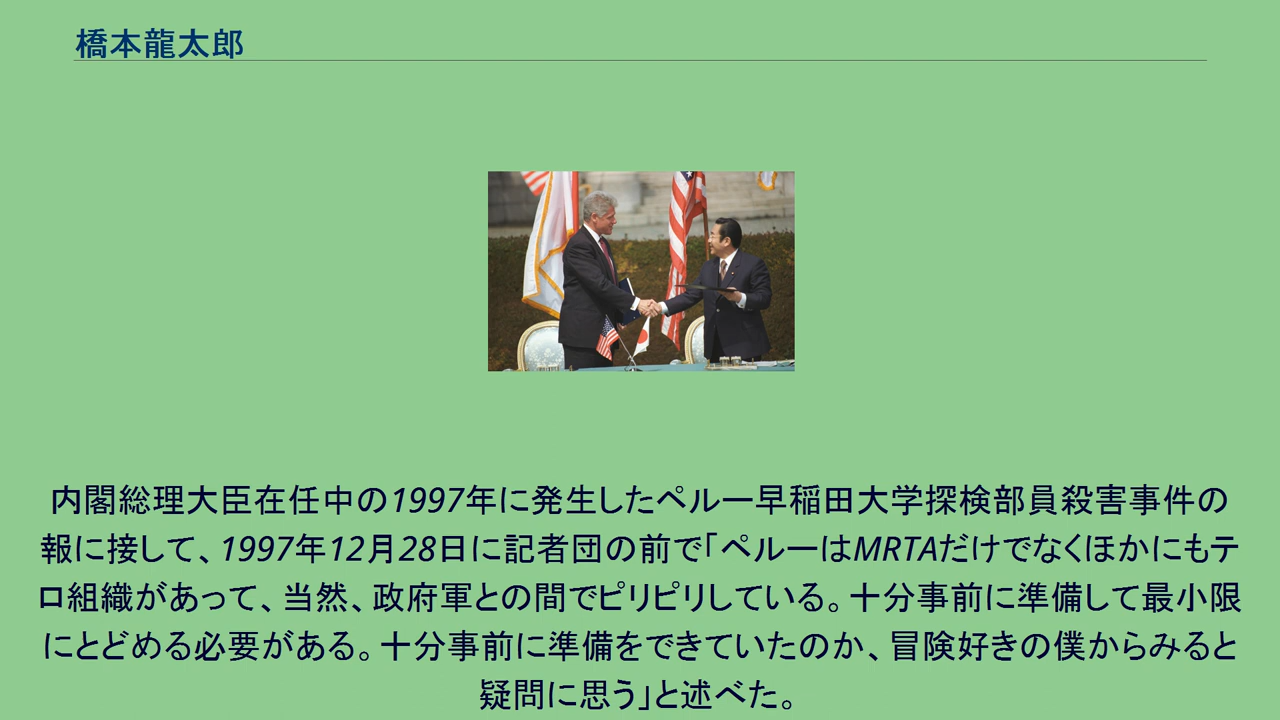 橋本龍太郎
内閣総理大臣在任中の1997年に発生したペルー早稲田大学探検部員殺害事件の
報に接して、1997年12月28日に記者団の前で「ペルーはMRTAだけでなくほかにもテ
ロ組織があって、当然、政府軍との間でピリピリしている。十分事前に準備して最小限
にとどめる必要がある。十分事前に準備をできていたのか、冒険好きの僕からみると
疑問に思う」と述べた。